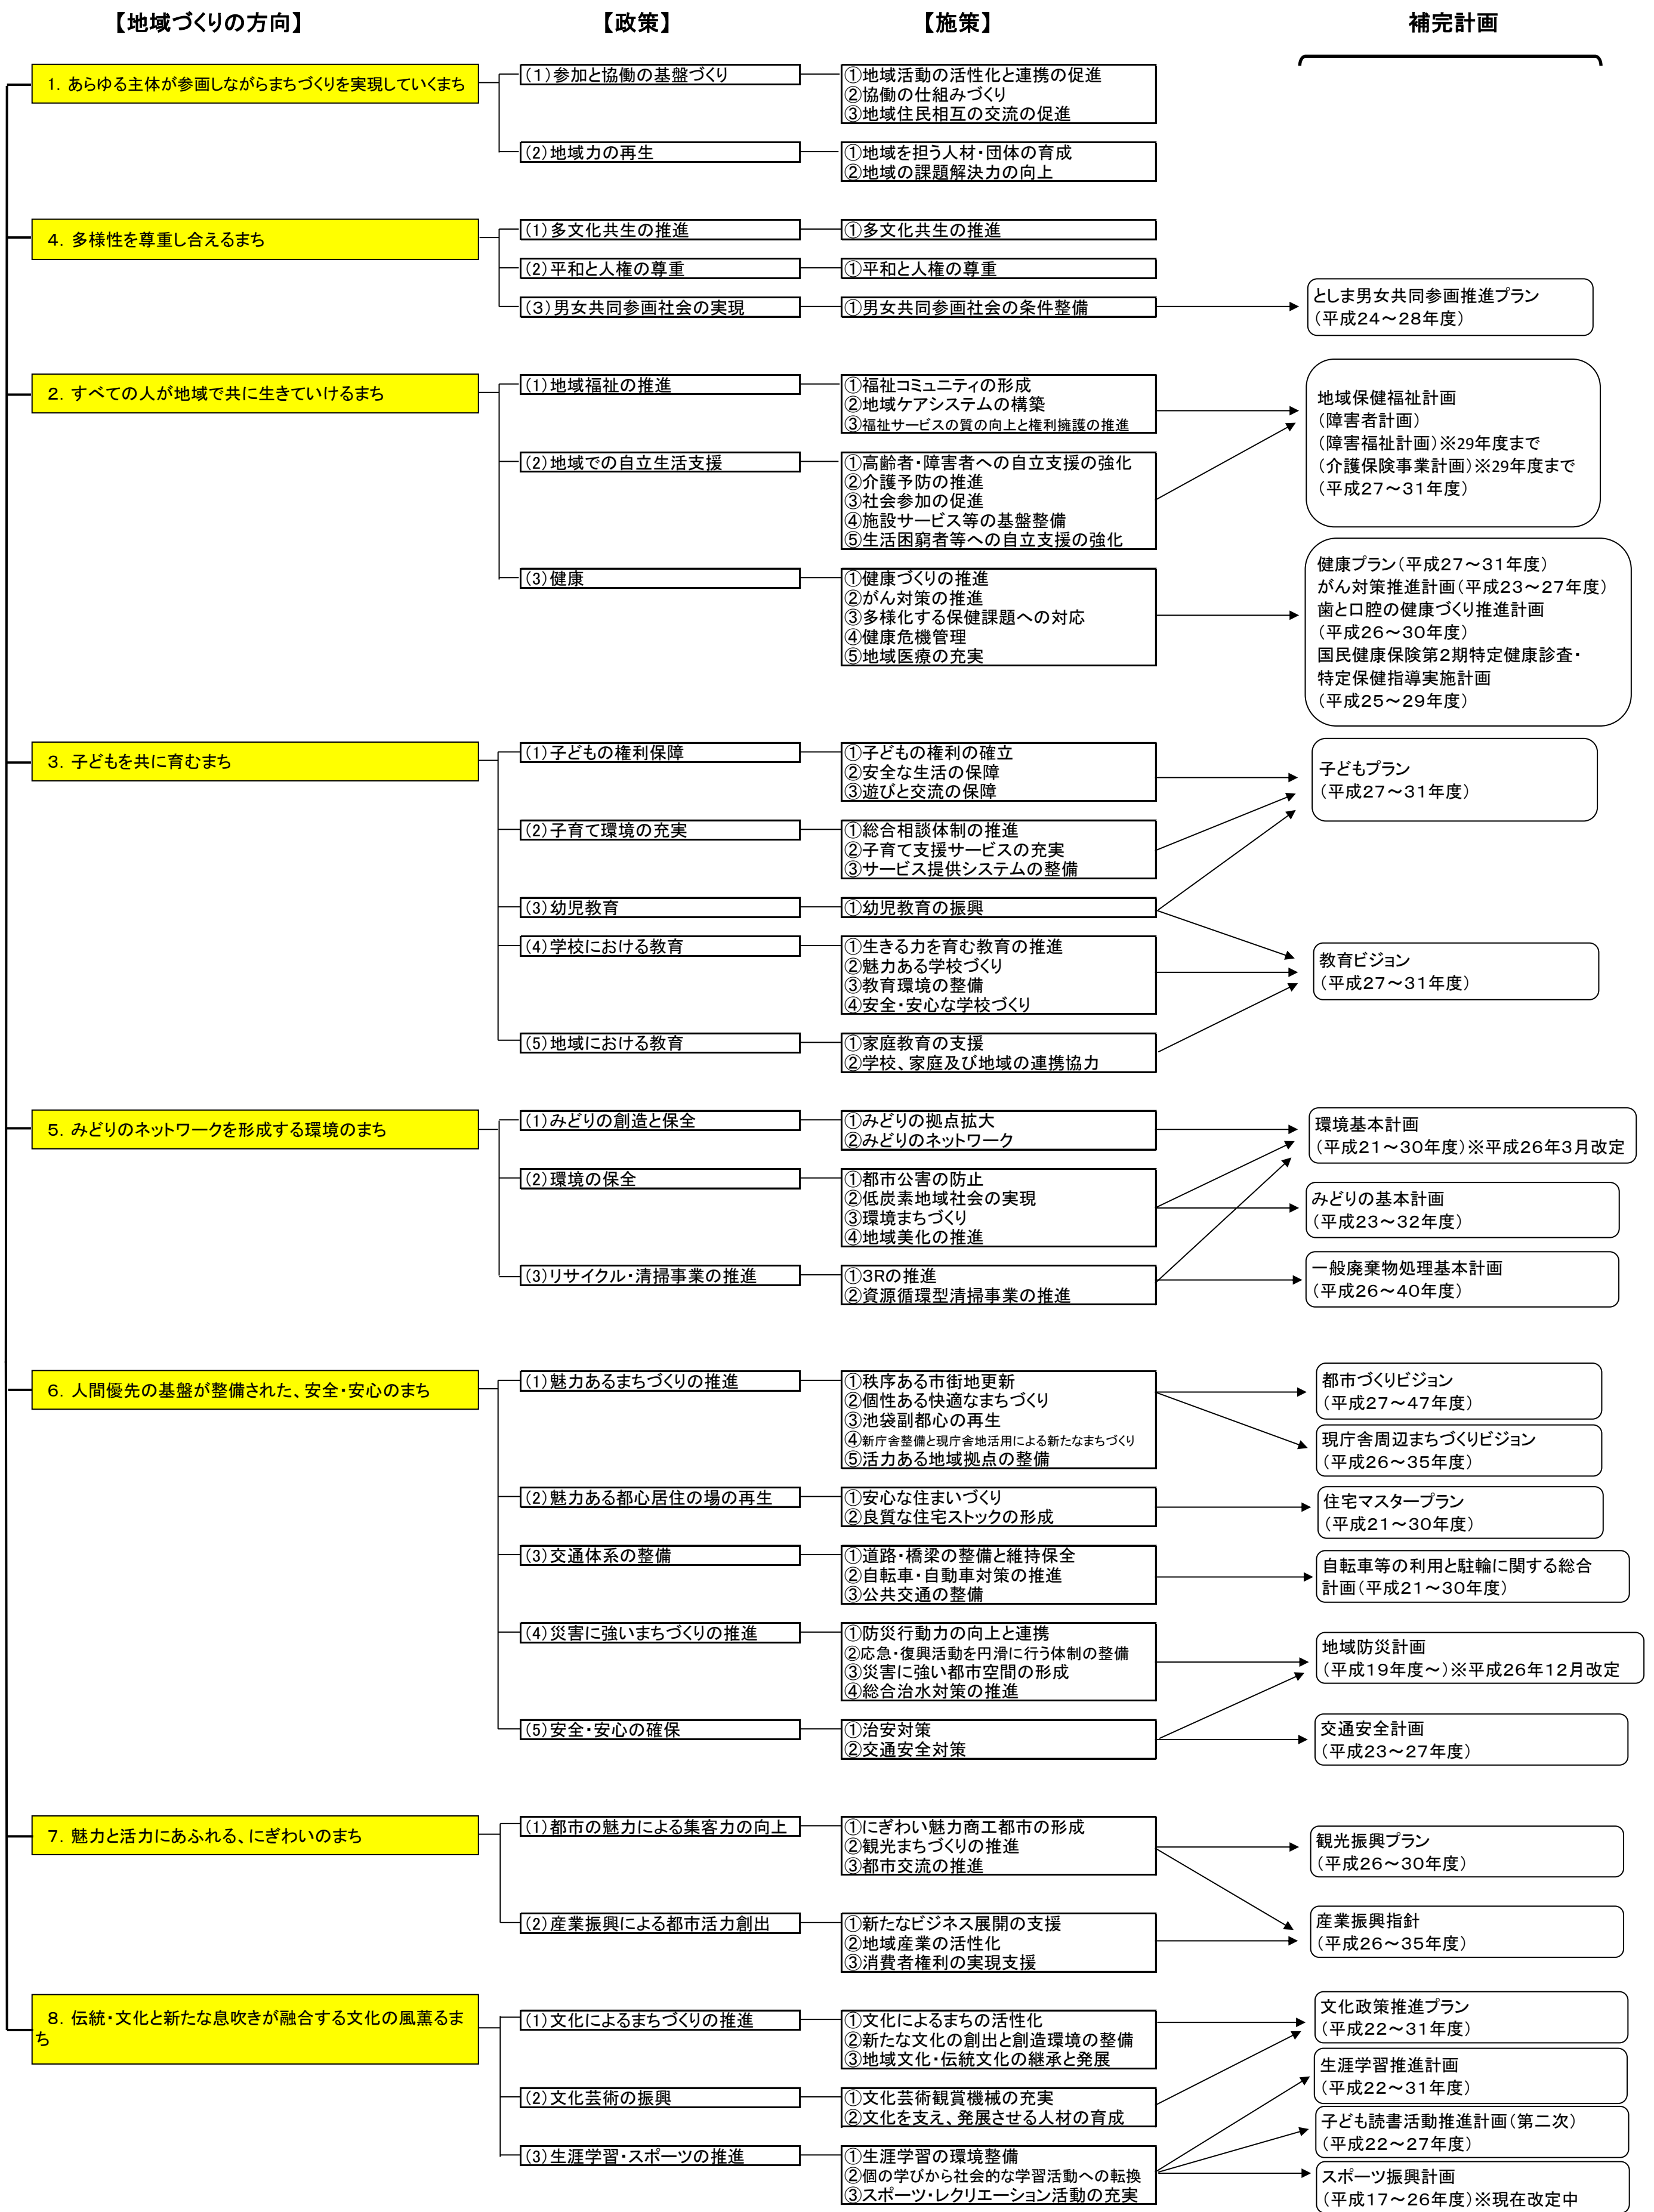 【地域づくりの方向】
【政策】
【施策】
補完計画
1．あらゆる主体が参画しながらまちづくりを実現していくまち
(1)参加と協働の基盤づくり
①地域活動の活性化と連携の促進
②協働の仕組みづくり
③地域住民相互の交流の促進
(2)地域力の再生
①地域を担う人材・団体の育成
②地域の課題解決力の向上
4．多様性を尊重し合えるまち
(1)多文化共生の推進
①多文化共生の推進
(2)平和と人権の尊重
①平和と人権の尊重
(3)男女共同参画社会の実現
①男女共同参画社会の条件整備
としま男女共同参画推進プラン
（平成24～28年度）
2．すべての人が地域で共に生きていけるまち
(1)地域福祉の推進
①福祉コミュニティの形成
②地域ケアシステムの構築
③福祉サービスの質の向上と権利擁護の推進
(2)地域での自立生活支援
①高齢者・障害者への自立支援の強化
②介護予防の推進
③社会参加の促進
④施設サービス等の基盤整備
⑤生活困窮者等への自立支援の強化
地域保健福祉計画
（障害者計画）
（障害福祉計画）※29年度まで
（介護保険事業計画）※29年度まで
（平成27～31年度）
(3)健康
①健康づくりの推進
②がん対策の推進
③多様化する保健課題への対応
④健康危機管理
⑤地域医療の充実
健康プラン（平成27～31年度）
がん対策推進計画（平成23～27年度）
歯と口腔の健康づくり推進計画
（平成26～30年度）
国民健康保険第2期特定健康診査・
特定保健指導実施計画
（平成25～29年度）
3．子どもを共に育むまち
(1)子どもの権利保障
①子どもの権利の確立
②安全な生活の保障
③遊びと交流の保障
子どもプラン
（平成27～31年度）
(2)子育て環境の充実
①総合相談体制の推進
②子育て支援サービスの充実
③サービス提供システムの整備
(3)幼児教育
①幼児教育の振興
(4)学校における教育
①生きる力を育む教育の推進
②魅力ある学校づくり
③教育環境の整備
④安全・安心な学校づくり
教育ビジョン
（平成27～31年度）
(5)地域における教育
①家庭教育の支援
②学校、家庭及び地域の連携協力
5．みどりのネットワークを形成する環境のまち
(1)みどりの創造と保全
①みどりの拠点拡大
②みどりのネットワーク
環境基本計画
（平成21～30年度）※平成26年3月改定
(2)環境の保全
①都市公害の防止
②低炭素地域社会の実現
③環境まちづくり
④地域美化の推進
みどりの基本計画
（平成23～32年度）
(3)リサイクル・清掃事業の推進
①3Rの推進
②資源循環型清掃事業の推進
一般廃棄物処理基本計画
（平成26～40年度）
6．人間優先の基盤が整備された、安全・安心のまち
(1)魅力あるまちづくりの推進
①秩序ある市街地更新
②個性ある快適なまちづくり
③池袋副都心の再生
④新庁舎整備と現庁舎地活用による新たなまちづくり
⑤活力ある地域拠点の整備
都市づくりビジョン
（平成27～47年度）
現庁舎周辺まちづくりビジョン
（平成26～35年度）
(2)魅力ある都心居住の場の再生
①安心な住まいづくり
②良質な住宅ストックの形成
住宅マスタープラン
（平成21～30年度）
(3)交通体系の整備
①道路・橋梁の整備と維持保全
②自転車・自動車対策の推進
③公共交通の整備
自転車等の利用と駐輪に関する総合
計画（平成21～30年度）
(4)災害に強いまちづくりの推進
①防災行動力の向上と連携
②応急・復興活動を円滑に行う体制の整備
③災害に強い都市空間の形成
④総合治水対策の推進
地域防災計画
（平成19年度～）※平成26年12月改定
(5)安全・安心の確保
①治安対策
②交通安全対策
交通安全計画
（平成23～27年度）
7．魅力と活力にあふれる、にぎわいのまち
(1)都市の魅力による集客力の向上
①にぎわい魅力商工都市の形成
②観光まちづくりの推進
③都市交流の推進
観光振興プラン
（平成26～30年度）
(2)産業振興による都市活力創出
①新たなビジネス展開の支援
②地域産業の活性化
③消費者権利の実現支援
産業振興指針
（平成26～35年度）
8．伝統・文化と新たな息吹きが融合する文化の風薫るま
ち
(1)文化によるまちづくりの推進
①文化によるまちの活性化
②新たな文化の創出と創造環境の整備
③地域文化・伝統文化の継承と発展
文化政策推進プラン
（平成22～31年度）
(2)文化芸術の振興
①文化芸術観賞機械の充実
②文化を支え、発展させる人材の育成
生涯学習推進計画
（平成22～31年度）
(3)生涯学習・スポーツの推進
①生涯学習の環境整備
②個の学びから社会的な学習活動への転換
③スポーツ・レクリエーション活動の充実
子ども読書活動推進計画（第二次）
（平成22～27年度）
スポーツ振興計画
（平成17～26年度）※現在改定中